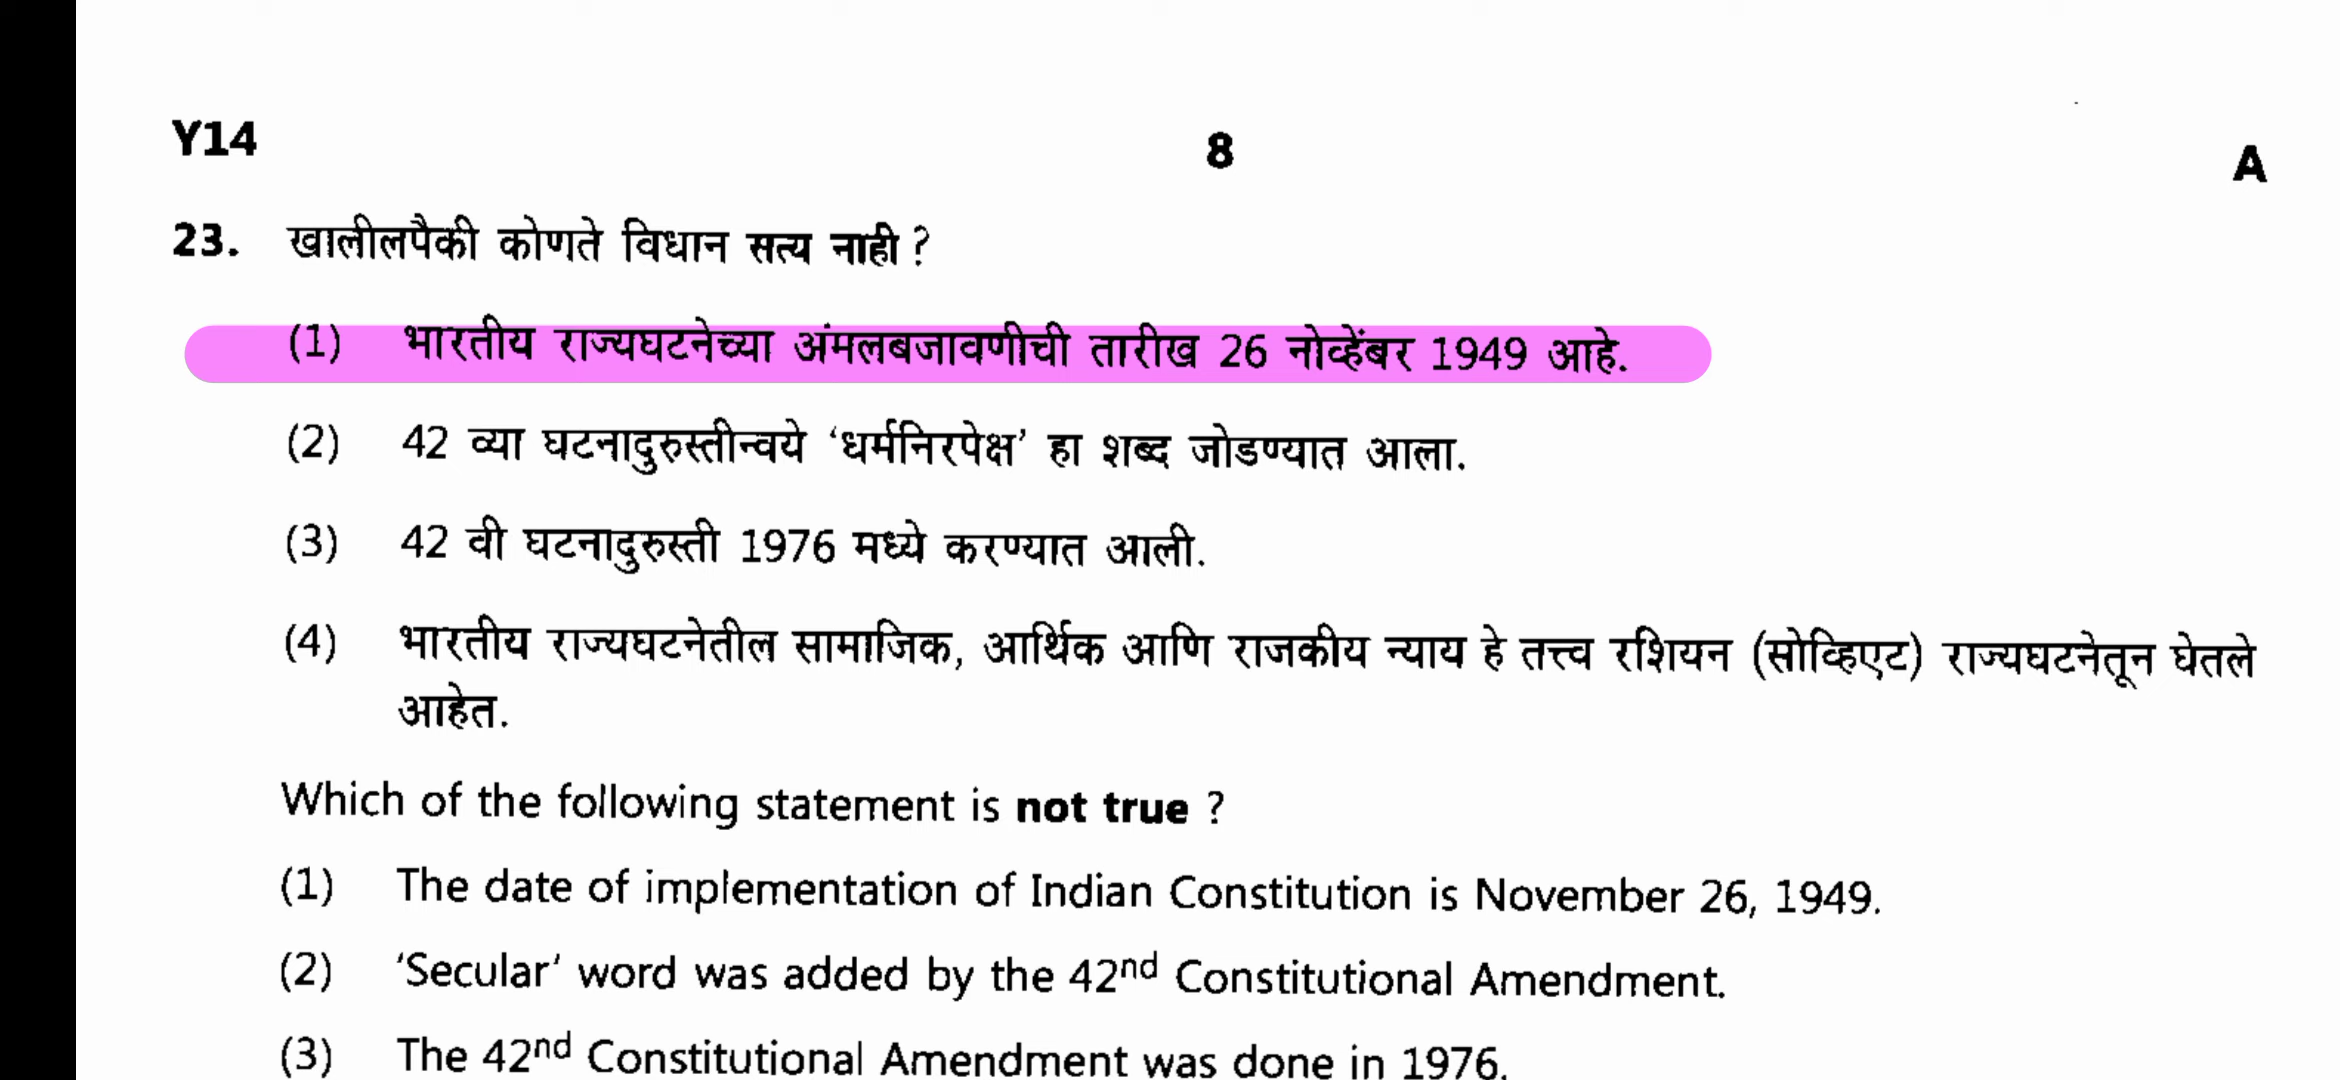 Y14
8
A
23. खालीलपैकी कोणते विधान सत्य नाही ?
(1) भारतीय राज्यघटनेच्या अंमलबजावणीची तारीख 26 नोव्हेंबर 1949 आहे.
(2) 42 व्या घटनादुरुस्तीन्वये ‘धर्मनिरपेक्ष’ हा शब्द जोडण्यात आला.
(3) 42 वी घटनादुरुस्ती 1976 मध्ये करण्यात आली.
(4) भारतीय राज्यघटनेतील सामाजिक, आर्थिक आणि राजकीय न्याय हे तत्त्व रशियन (सोव्हिएट) राज्यघटनेतून घेतले
आहेत.
Which of the following statement is not true ?
(1) The date of implementation of Indian Constitution is November 26, 1949.
(2) ‘Secular’ word was added by the 42nd Constitutional Amendment.
(3) The 42nd Constitutional Amendment was done in 1976.